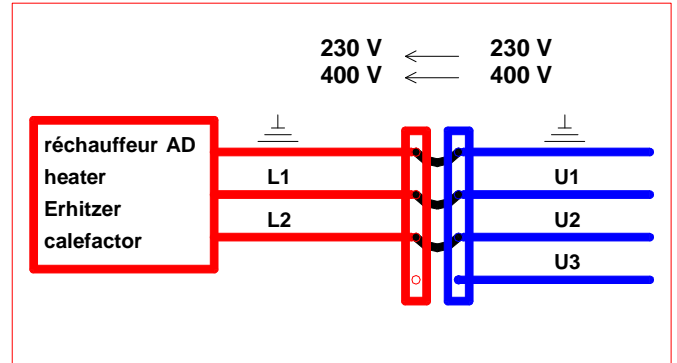 230 V 230 V
400 V 400 V
réchauffeur AD
heater L1 U1
Erhitzer L2 U2
calefactor U3